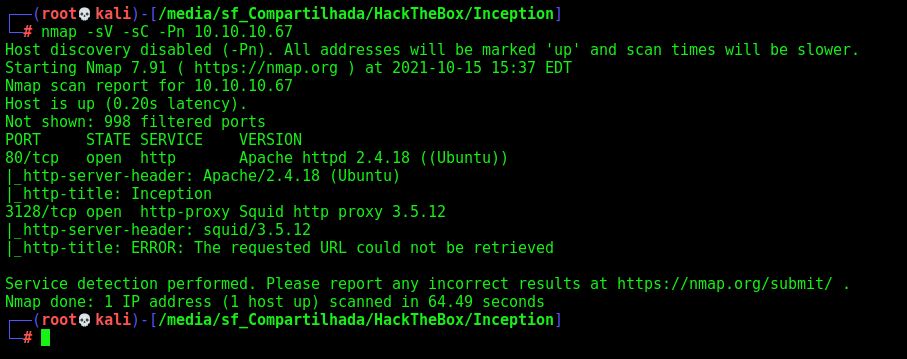 ┌──(root💀kali)-[/media/sf_Compartilhada/HackTheBox/Inception]
└─# nmap -sV -sC -Pn 10.10.10.67
Host discovery disabled (-Pn). All addresses will be marked 'up' and scan times will be slower.
Starting Nmap 7.91 ( https://nmap.org ) at 2021-10-15 15:37 EDT
Nmap scan report for 10.10.10.67
Host is up (0.20s latency).
Not shown: 998 filtered ports
PORT     STATE SERVICE    VERSION
80/tcp   open  http       Apache httpd 2.4.18 ((Ubuntu))
|_http-server-header: Apache/2.4.18 (Ubuntu)
|_http-title: Inception
3128/tcp open  http-proxy Squid http proxy 3.5.12
|_http-server-header: squid/3.5.12
|_http-title: ERROR: The requested URL could not be retrieved

Service detection performed. Please report any incorrect results at https://nmap.org/submit/ .
Nmap done: 1 IP address (1 host up) scanned in 64.49 seconds
┌──(root💀kali)-[/media/sf_Compartilhada/HackTheBox/Inception]
└─#